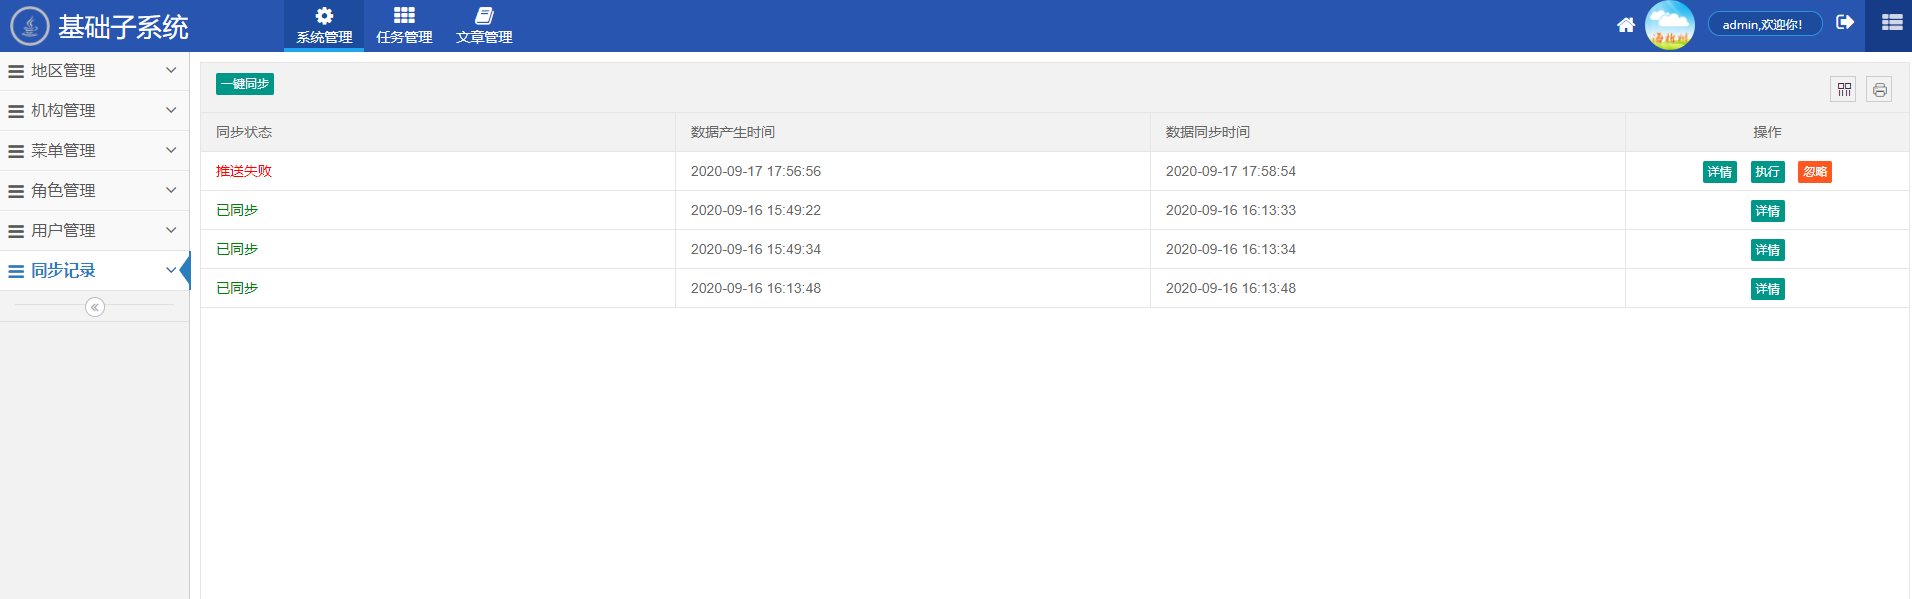 基础子系统
系统管理 任务管理 文章管理
admin,欢迎你!
地区管理
机构管理
菜单管理
角色管理
用户管理
同步记录
一键同步
同步状态 数据产生时间 数据同步时间 操作
推送失败 2020-09-17 17:56:56 2020-09-17 17:58:54 详情 执行 忽略
已同步 2020-09-16 15:49:22 2020-09-16 16:13:33 详情
已同步 2020-09-16 15:49:34 2020-09-16 16:13:34 详情
已同步 2020-09-16 16:13:48 2020-09-16 16:13:48 详情